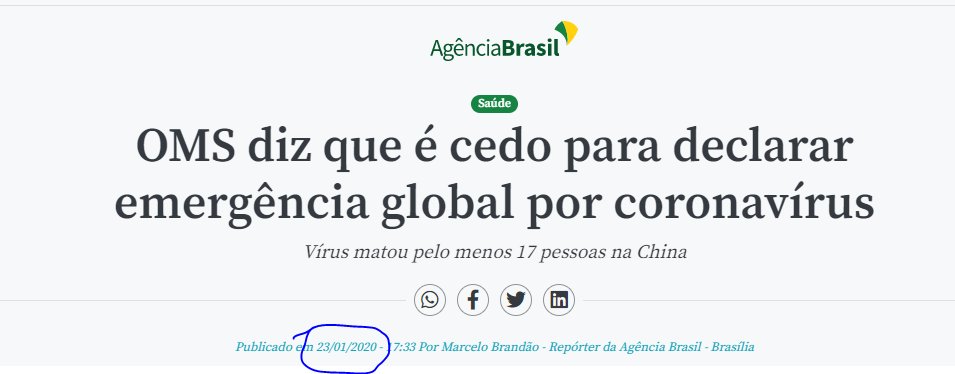 AgênciaBrasil
Saúde
OMS diz que é cedo para declarar
emergência global por coronavírus
Vírus matou pelo menos 17 pessoas na China
Publicado em 23/01/2020 - 17:33 Por Marcelo Brandão - Repórter da Agência Brasil - Brasília